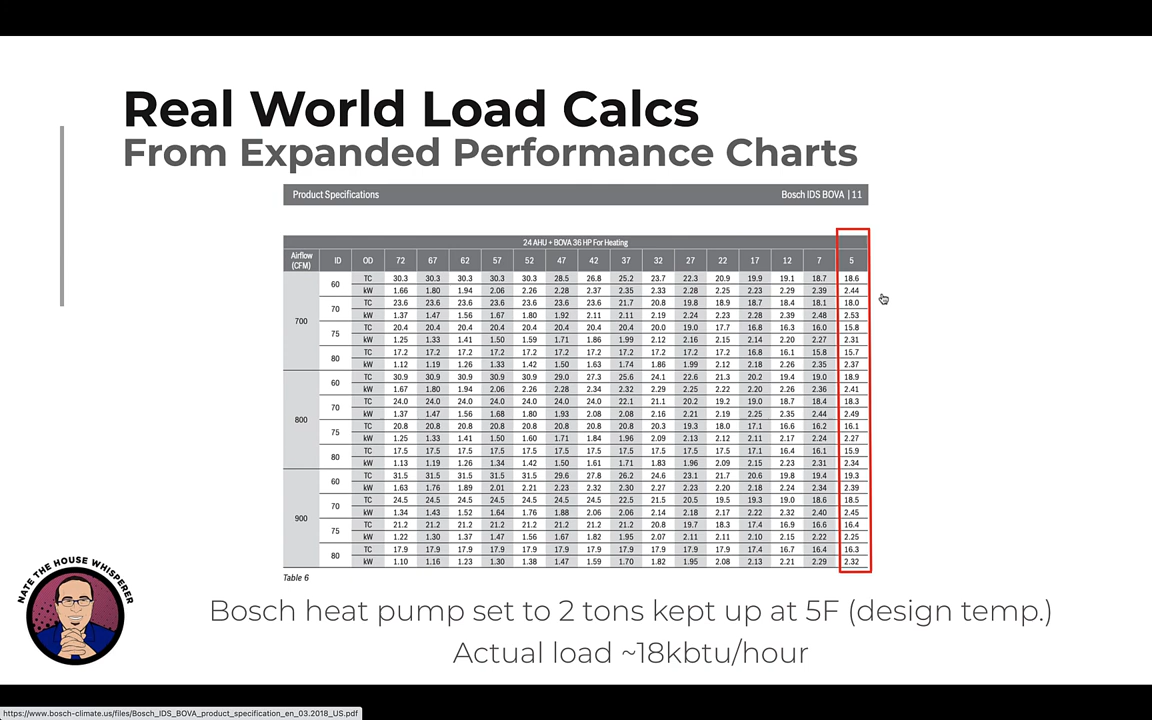 Real World Load Calcs
From Expanded Performance Charts
Product Specifications Bosch IDS BOVA | 11
24 AHU + BOVA 36 HP For Heating
Airflow (CFM) ID OD 72 67 62 57 52 47 42 37 32 27 22 17 12 7 5
700
60 TC 30.3 30.3 30.3 30.3 30.3 28.5 26.8 25.2 23.7 22.3 20.9 19.9 19.1 18.7 18.6
kW 1.66 1.80 1.94 2.06 2.26 2.28 2.37 2.35 2.33 2.28 2.25 2.23 2.29 2.39 2.44
70 TC 23.6 23.6 23.6 23.6 23.6 23.6 23.6 21.7 20.8 19.8 18.9 18.7 18.4 18.1 18.0
kW 1.37 1.47 1.56 1.67 1.80 1.92 2.11 2.11 2.19 2.24 2.23 2.28 2.39 2.48 2.53
75 TC 20.4 20.4 20.4 20.4 20.4 20.4 20.4 20.4 20.0 19.0 17.7 16.8 16.3 16.0 15.8
kW 1.25 1.33 1.41 1.50 1.59 1.71 1.86 1.99 2.12 2.16 2.15 2.14 2.20 2.27 2.31
80 TC 17.2 17.2 17.2 17.2 17.2 17.2 17.2 17.2 17.2 17.2 17.2 16.8 16.1 15.8 15.7
kW 1.12 1.19 1.26 1.33 1.42 1.50 1.63 1.74 1.86 1.99 2.12 2.18 2.26 2.35 2.37
800
60 TC 30.9 30.9 30.9 30.9 30.9 29.0 27.3 25.6 24.1 22.6 21.3 20.2 19.4 19.0 18.9
kW 1.67 1.80 1.94 2.06 2.26 2.28 2.34 2.32 2.29 2.25 2.22 2.20 2.26 2.36 2.41
70 TC 24.0 24.0 24.0 24.0 24.0 24.0 24.0 22.1 21.1 20.2 19.2 19.0 18.7 18.4 18.3
kW 1.37 1.47 1.56 1.68 1.80 1.93 2.08 2.08 2.16 2.21 2.19 2.25 2.35 2.44 2.49
75 TC 20.8 20.8 20.8 20.8 20.8 20.8 20.8 20.8 20.3 19.3 18.0 17.1 16.6 16.2 16.1
kW 1.25 1.33 1.41 1.50 1.60 1.71 1.84 1.96 2.09 2.13 2.12 2.11 2.17 2.24 2.27
80 TC 17.5 17.5 17.5 17.5 17.5 17.5 17.5 17.5 17.5 17.5 17.5 17.1 16.4 16.1 15.9
kW 1.13 1.19 1.26 1.34 1.42 1.50 1.61 1.71 1.83 1.96 2.09 2.15 2.23 2.31 2.34
900
60 TC 31.5 31.5 31.5 31.5 31.5 29.6 27.8 26.2 24.6 23.1 21.7 20.6 19.8 19.4 19.3
kW 1.63 1.76 1.89 2.01 2.21 2.23 2.32 2.30 2.27 2.23 2.20 2.18 2.24 2.34 2.39
70 TC 24.5 24.5 24.5 24.5 24.5 24.5 24.5 22.5 21.5 20.5 19.5 19.3 19.0 18.6 18.5
kW 1.34 1.43 1.52 1.64 1.76 1.88 2.06 2.06 2.14 2.18 2.17 2.22 2.32 2.40 2.45
75 TC 21.2 21.2 21.2 21.2 21.2 21.2 21.2 21.2 20.8 19.7 18.3 17.4 16.9 16.6 16.4
kW 1.22 1.30 1.37 1.47 1.56 1.67 1.82 1.95 2.07 2.11 2.11 2.10 2.15 2.22 2.25
80 TC 17.9 17.9 17.9 17.9 17.9 17.9 17.9 17.9 17.9 17.9 17.9 17.4 16.7 16.4 16.3
kW 1.10 1.16 1.23 1.30 1.38 1.47 1.59 1.70 1.82 1.95 2.08 2.13 2.21 2.29 2.32
Table 6
NATE THE HOUSE WHISPERER
Bosch heat pump set to 2 tons kept up at 5F (design temp.)
Actual load ~18kbtu/hour
https://www.bosch-climate.us/files/Bosch_IDS_BOVA_product_specification_en_03.2018_US.pdf